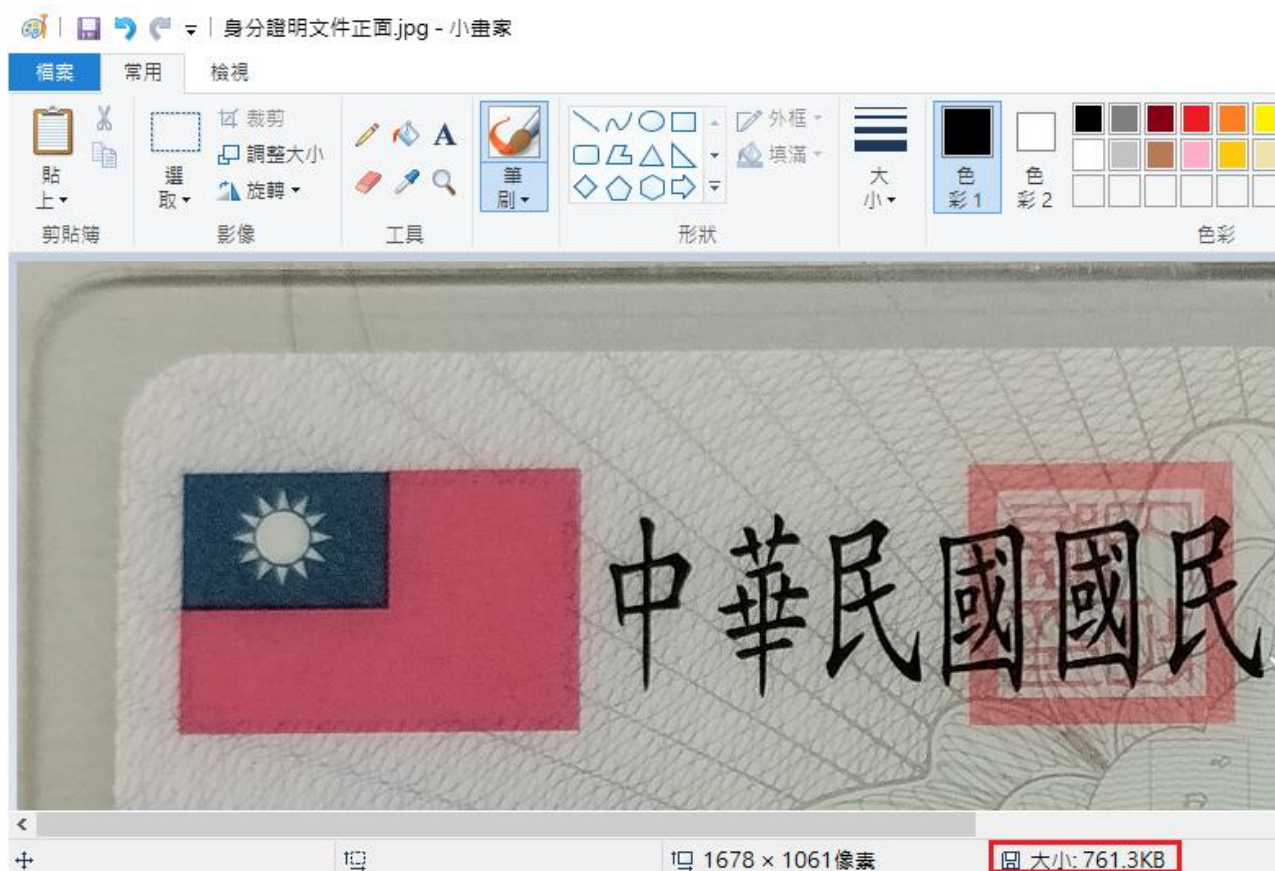 身分證明文件正面.jpg - 小畫家
檔案 常用 檢視
貼上 裁剪 調整大小 旋轉 選取 A 筆刷 外框 填滿 大小 色彩 1 色彩 2
剪貼簿 影像 工具 形狀 色彩
中華民國國民
1678 × 1061像素 大小: 761.3KB